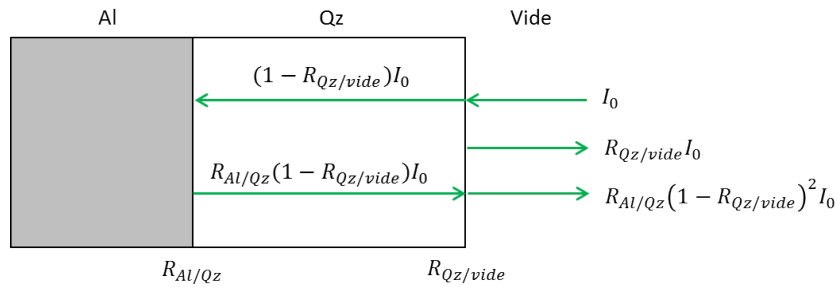 Al Qz Vide
(1 − R_{Qz/vide})I_0
I_0
R_{Qz/vide}I_0
R_{Al/Qz}(1 − R_{Qz/vide})I_0
R_{Al/Qz}(1 − R_{Qz/vide})^2 I_0
R_{Al/Qz} R_{Qz/vide}